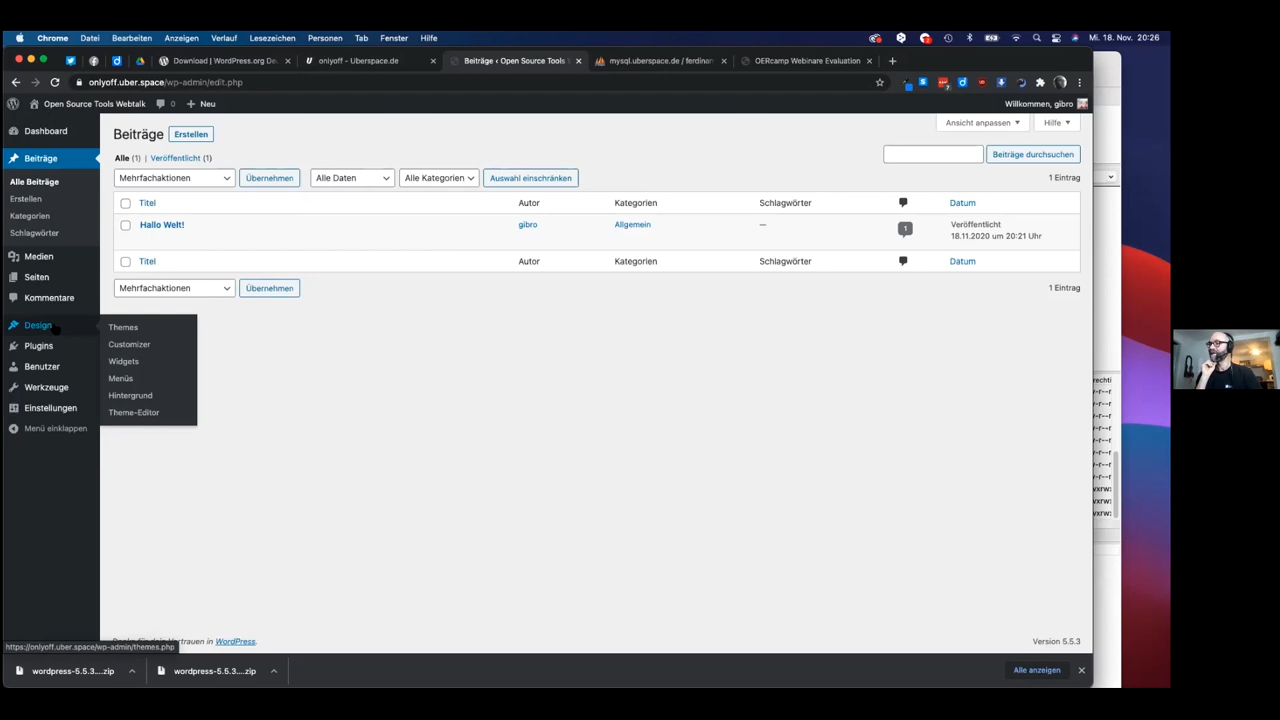 Chrome Datei Bearbeiten Anzeigen Verlauf Lesezeichen Personen Tab Fenster Hilfe Mi. 18. Nov. 20:26
Download | WordPress.org De onlyoff - Uberspace.de Beiträge ‹ Open Source Tools mysql.uberspace.de / ferdinan OERcamp Webinare Evaluation
onlyoff.uber.space/wp-admin/edit.php
Open Source Tools Webtalk 0 Neu Willkommen, gibro
Dashboard
Beiträge
Alle Beiträge
Erstellen
Kategorien
Schlagwörter
Medien
Seiten
Kommentare
Design
Plugins
Benutzer
Werkzeuge
Einstellungen
Menü einklappen
Themes
Customizer
Widgets
Menüs
Hintergrund
Theme-Editor
Ansicht anpassen Hilfe
Beiträge Erstellen
Alle (1) | Veröffentlicht (1) Beiträge durchsuchen
Mehrfachaktionen Übernehmen Alle Daten Alle Kategorien Auswahl einschränken 1 Eintrag
Titel Autor Kategorien Schlagwörter Datum
Hallo Welt! gibro Allgemein — 1 Veröffentlicht
18.11.2020 um 20:21 Uhr
Titel Autor Kategorien Schlagwörter Datum
Mehrfachaktionen Übernehmen 1 Eintrag
rechti
v-r--r
v-r--r
v-r--r
v-r--r
v-r--r
v-r--r
v-r--r
v-r--r
vxrw:
vxrw:
vxrw:
Vertrauen in WordPress. Version 5.5.3
https://onlyoff.uber.space/wp-admin/themes.php
wordpress-5.5.3....zip wordpress-5.5.3....zip Alle anzeigen